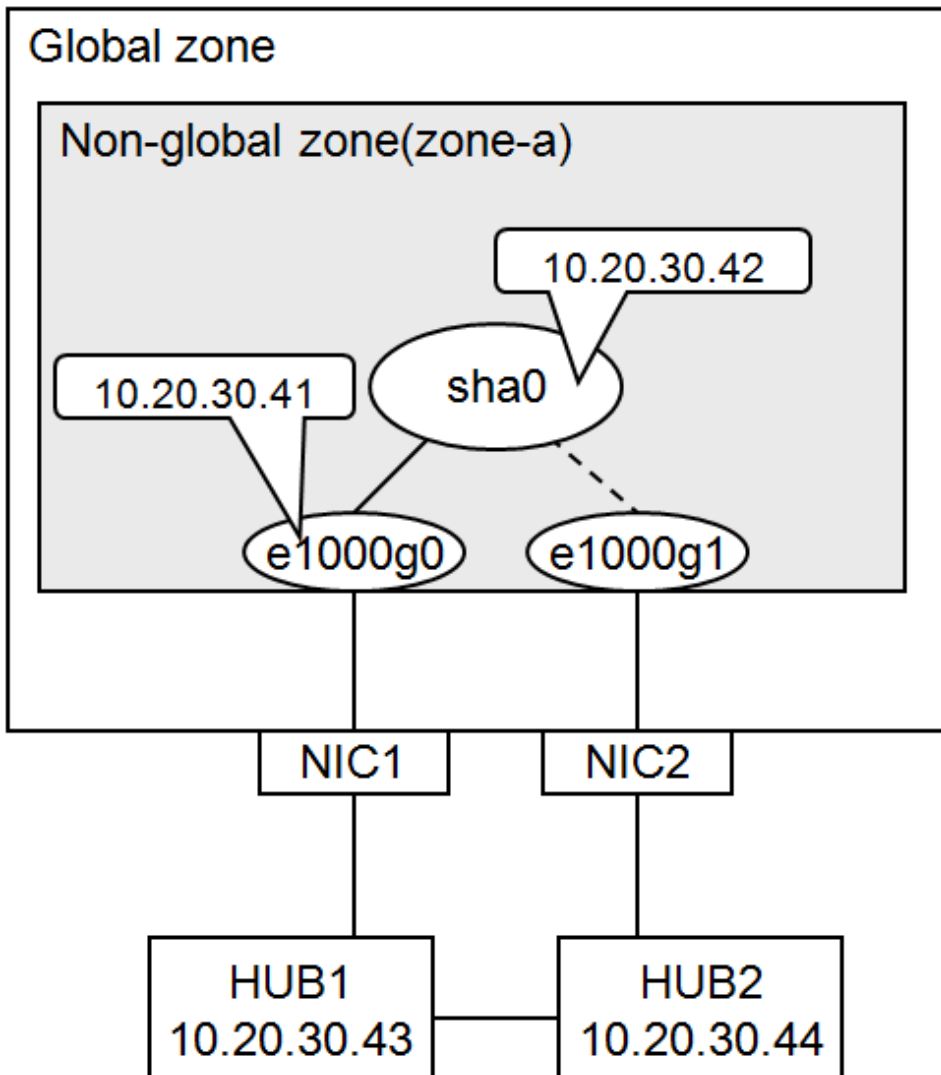 Global zone
Non-global zone(zone-a)
10.20.30.42
sha0
10.20.30.41
e1000g0
e1000g1
NIC1
NIC2
HUB1
10.20.30.43
HUB2
10.20.30.44